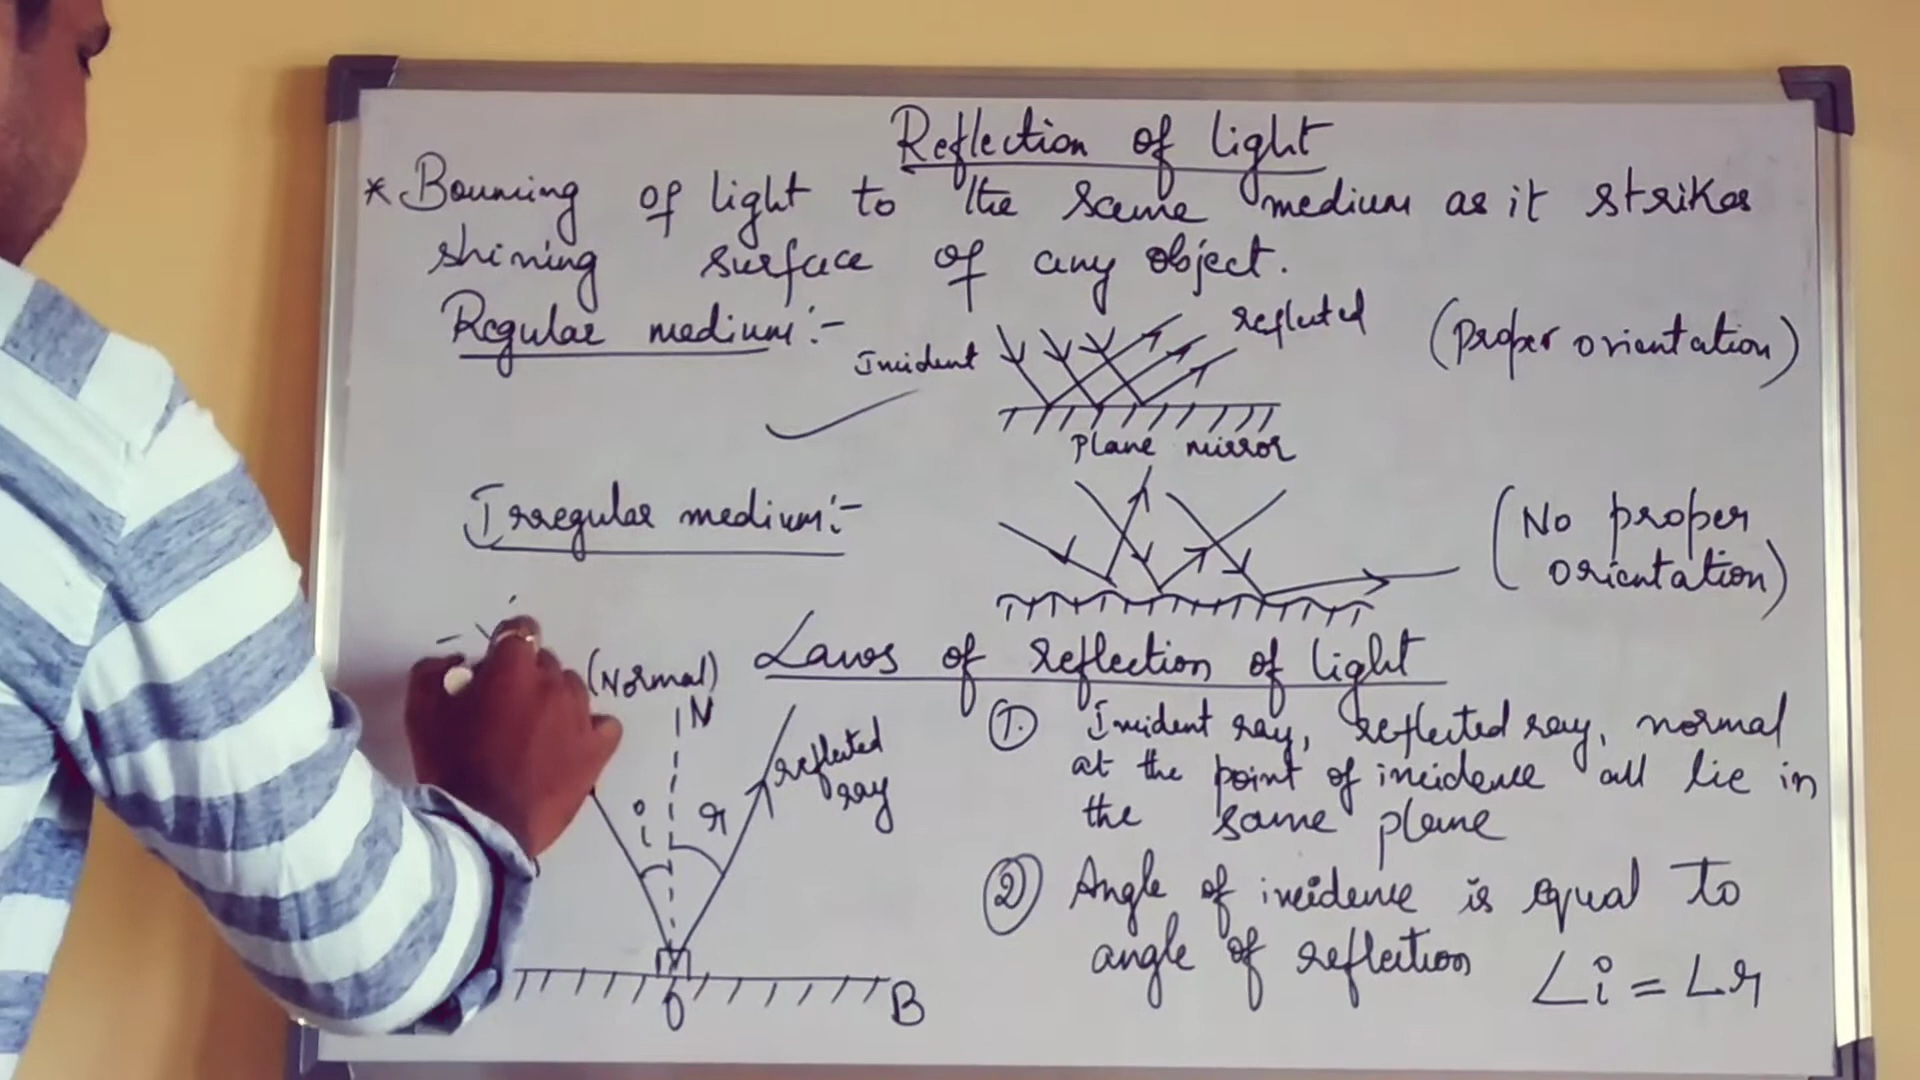 Reflection of light
* Bouncing of light to the same medium as it strikes
shining surface of any object.
Regular medium:-
Incident
reflected
(Proper orientation)
Plane mirror
Irregular medium:-
(No proper
orientation)
Laws of reflection of light
(Normal)
N
reflected
ray
i
r
O
B
1. Incident ray, reflected ray, normal
at the point of incidence all lie in
the same plane
2) Angle of incidence is equal to
angle of reflection
∠i = ∠r